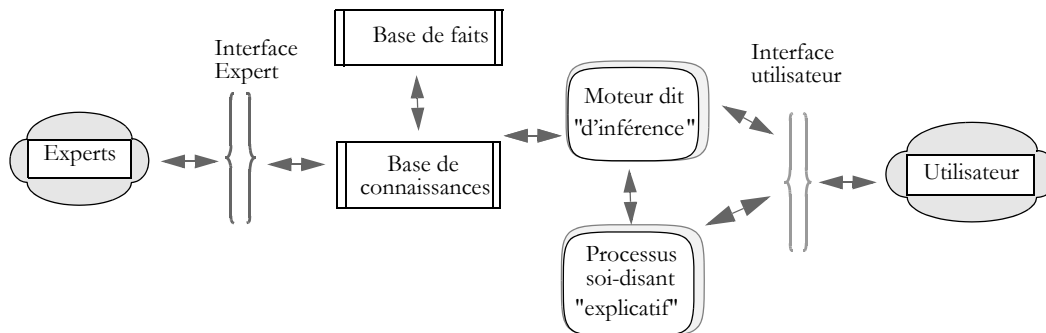 Base de faits
Interface
Expert
Interface
utilisateur
Moteur dit
"d'inférence"
Experts
Base de
connaissances
Utilisateur
Processus
soi-disant
"explicatif"